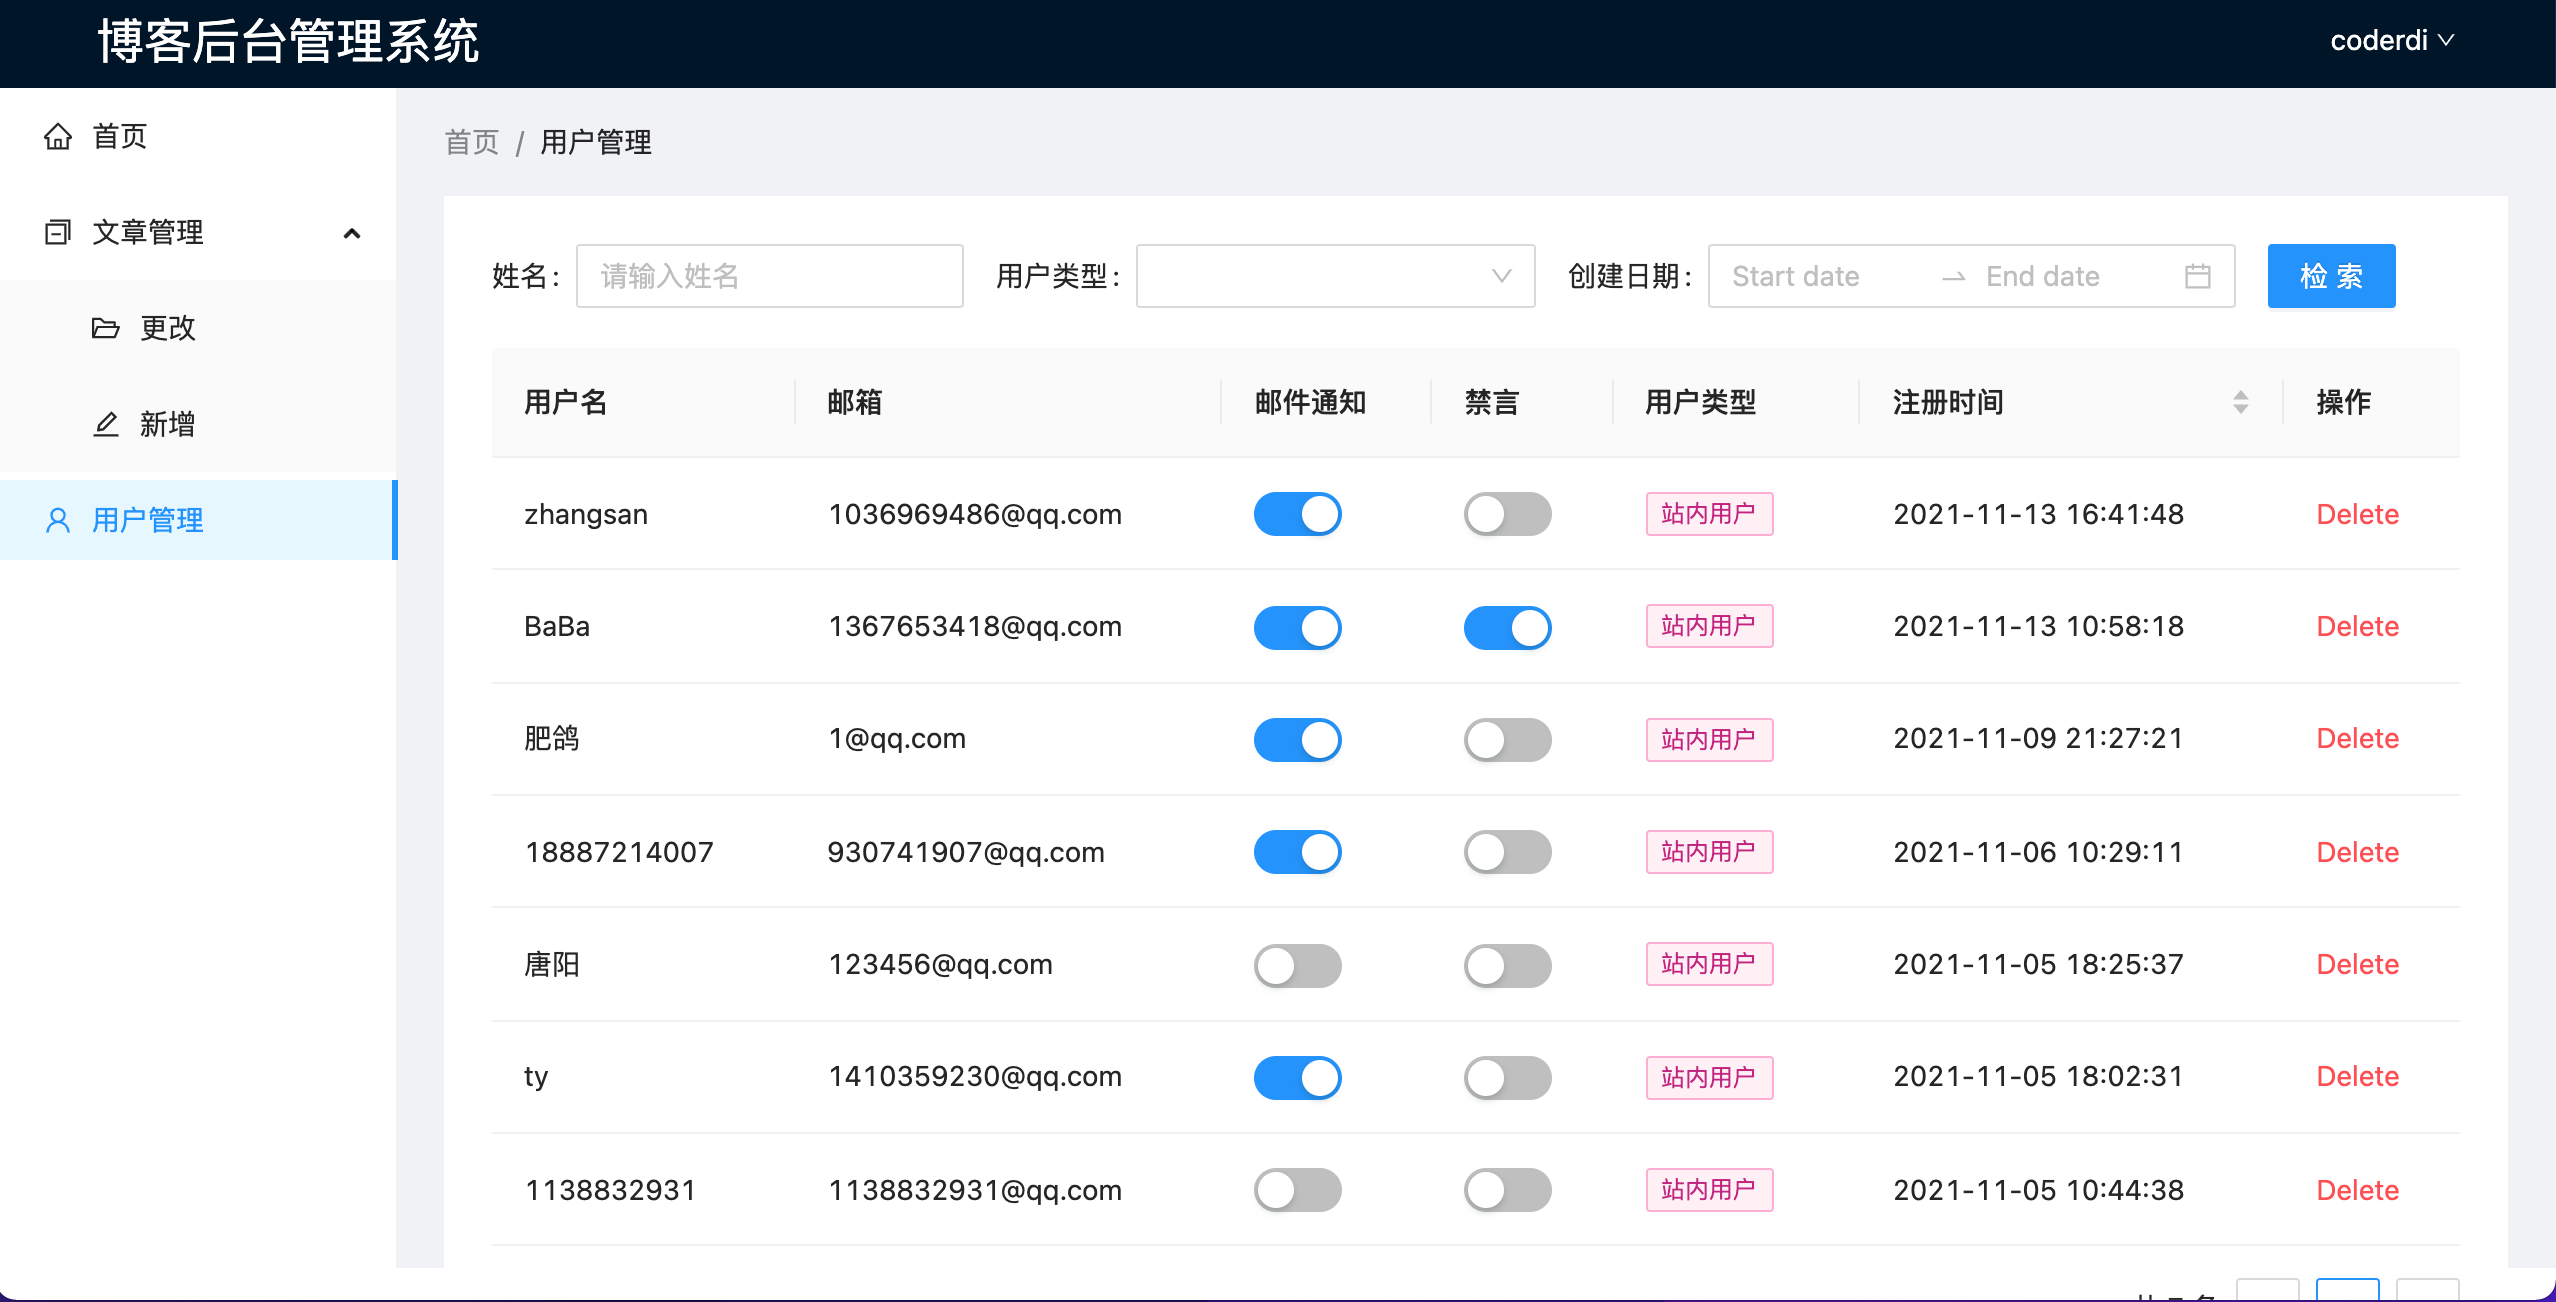 博客后台管理系统
coderdi
首页
文章管理
更改
新增
用户管理
首页 / 用户管理
姓名: 请输入姓名 用户类型: 创建日期: Start date → End date 检 索
用户名 邮箱 邮件通知 禁言 用户类型 注册时间 操作
zhangsan 1036969486@qq.com 站内用户 2021-11-13 16:41:48 Delete
BaBa 1367653418@qq.com 站内用户 2021-11-13 10:58:18 Delete
肥鸽 1@qq.com 站内用户 2021-11-09 21:27:21 Delete
18887214007 930741907@qq.com 站内用户 2021-11-06 10:29:11 Delete
唐阳 123456@qq.com 站内用户 2021-11-05 18:25:37 Delete
ty 1410359230@qq.com 站内用户 2021-11-05 18:02:31 Delete
1138832931 1138832931@qq.com 站内用户 2021-11-05 10:44:38 Delete